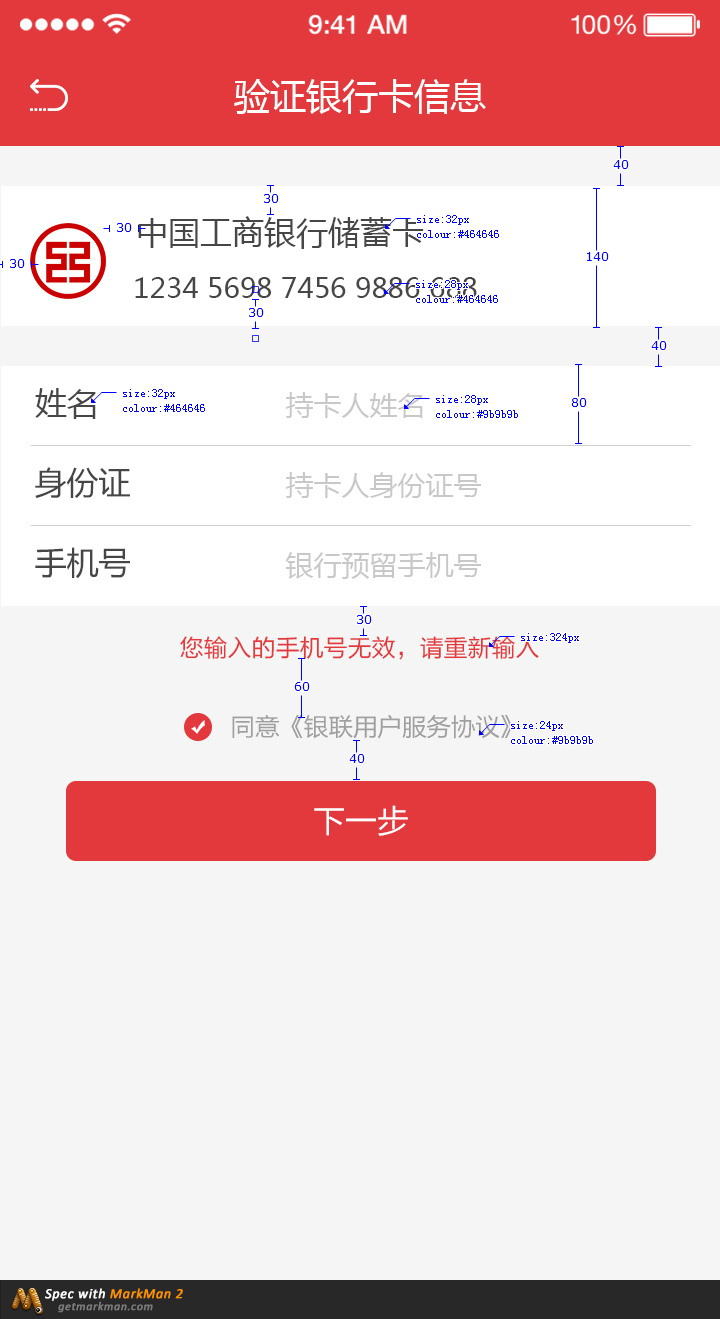 9:41 AM 100%
验证银行卡信息
40
30
30 中国工商银行储蓄卡 size:32px
colour:#464646
30
140
1234 5698 7456 9886 688 size:28px
colour:#464646
30
40
姓名 size:32px
colour:#464646
持卡人姓名 size:28px
colour:#9b9b9b
80
身份证 持卡人身份证号
手机号 银行预留手机号
30
您输入的手机号无效，请重新输入 size:324px
60
同意《银联用户服务协议》 size:24px
colour:#9b9b9b
40
下一步
Spec with MarkMan 2
getmarkman.com